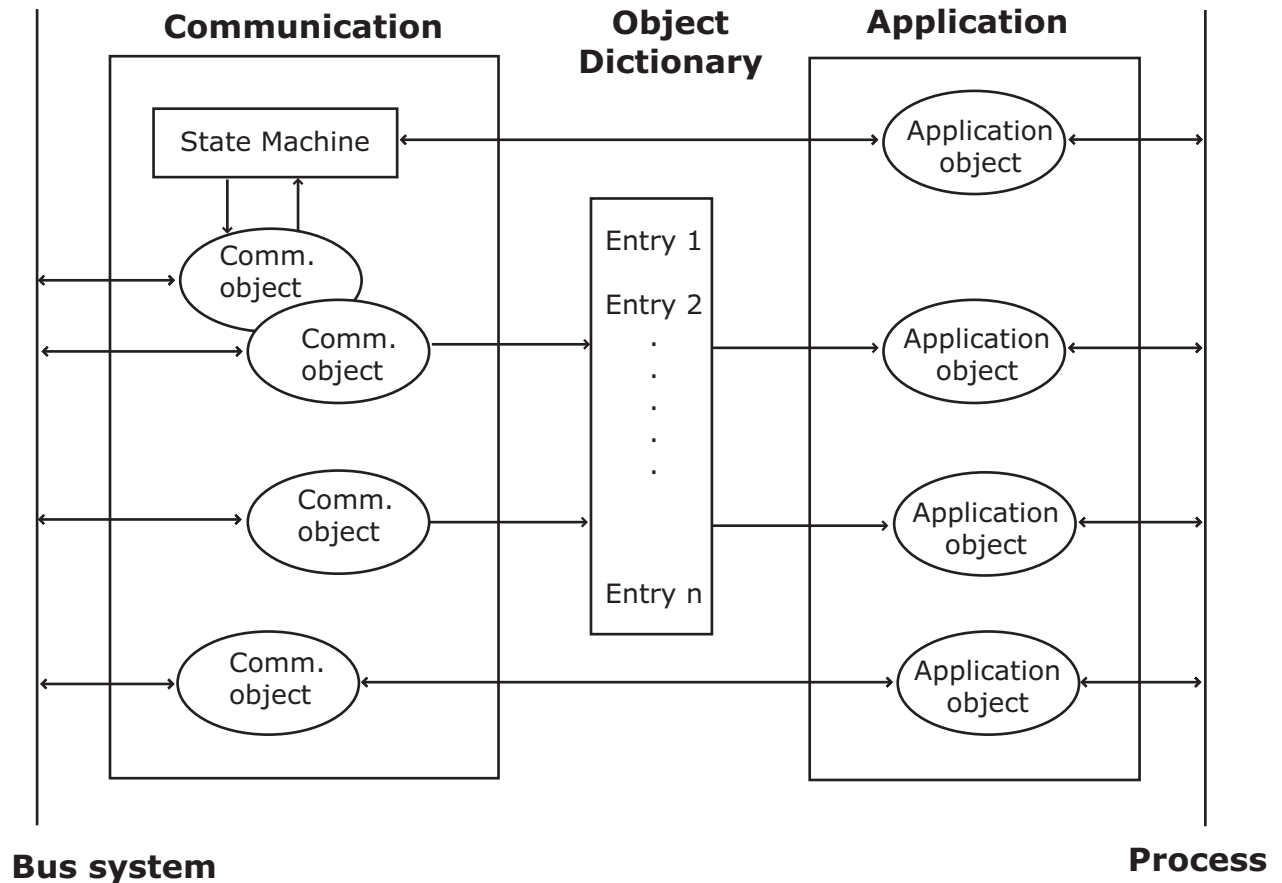 Communication
Object
Dictionary
Application
State Machine
Application
object
Comm.
object
Entry 1
Entry 2
.
.
.
.
.
Entry n
Comm.
object
Application
object
Comm.
object
Application
object
Comm.
object
Application
object
Bus system
Process